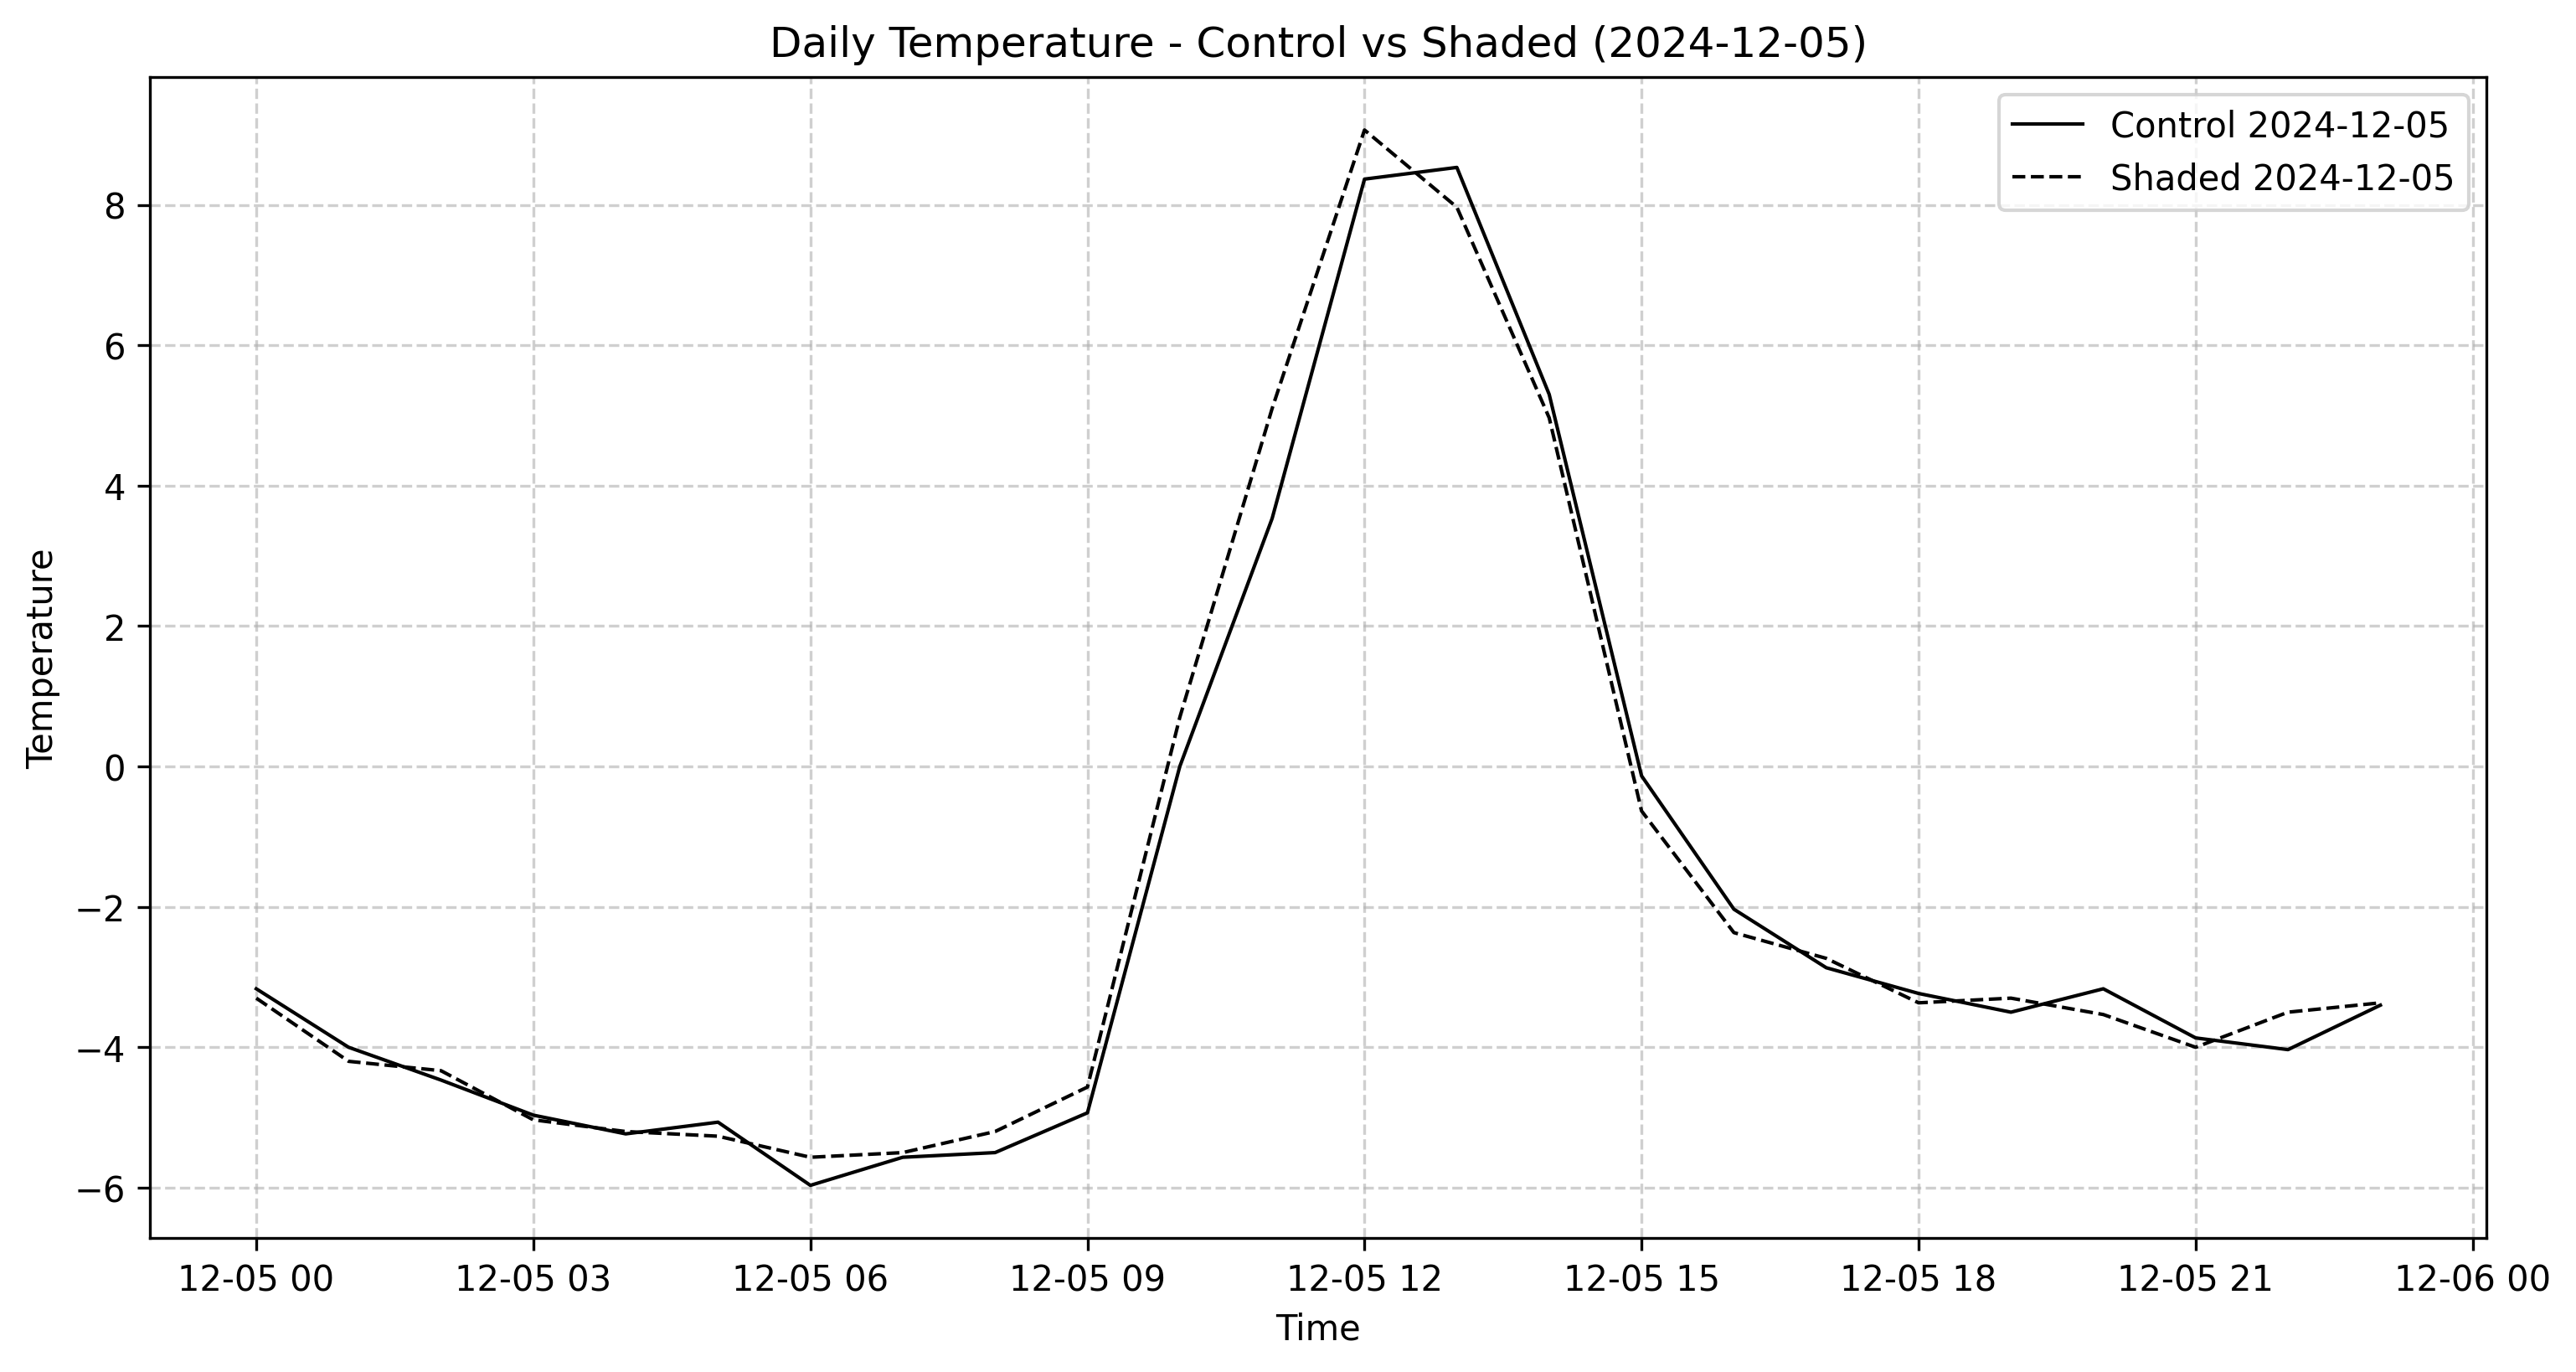 Daily Temperature - Control vs Shaded (2024-12-05)
Control 2024-12-05
Shaded 2024-12-05
Temperature
8
6
4
2
0
−2
−4
−6
12-05 00 12-05 03 12-05 06 12-05 09 12-05 12 12-05 15 12-05 18 12-05 21 12-06 00
Time